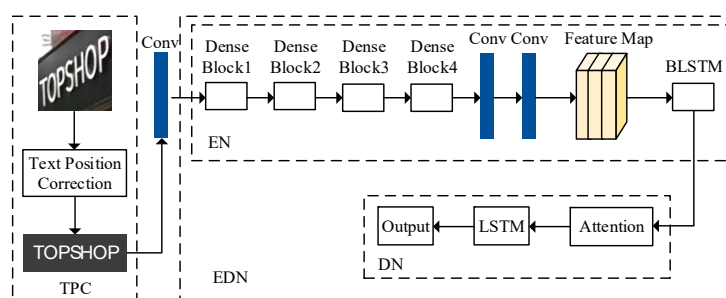 TOPSHOP
Text Position
Correction
TOPSHOP
TPC
Conv
Dense
Block1
Dense
Block2
Dense
Block3
Dense
Block4
Conv
Conv
Feature Map
BLSTM
EN
Output
LSTM
Attention
DN
EDN